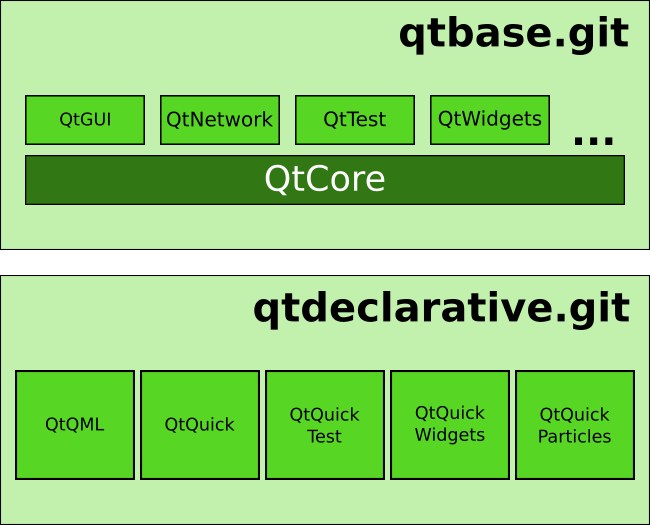 qtbase.git
QtGUI
QtNetwork
QtTest
QtWidgets
...
QtCore
qtdeclarative.git
QtQML
QtQuick
QtQuick
Test
QtQuick
Widgets
QtQuick
Particles